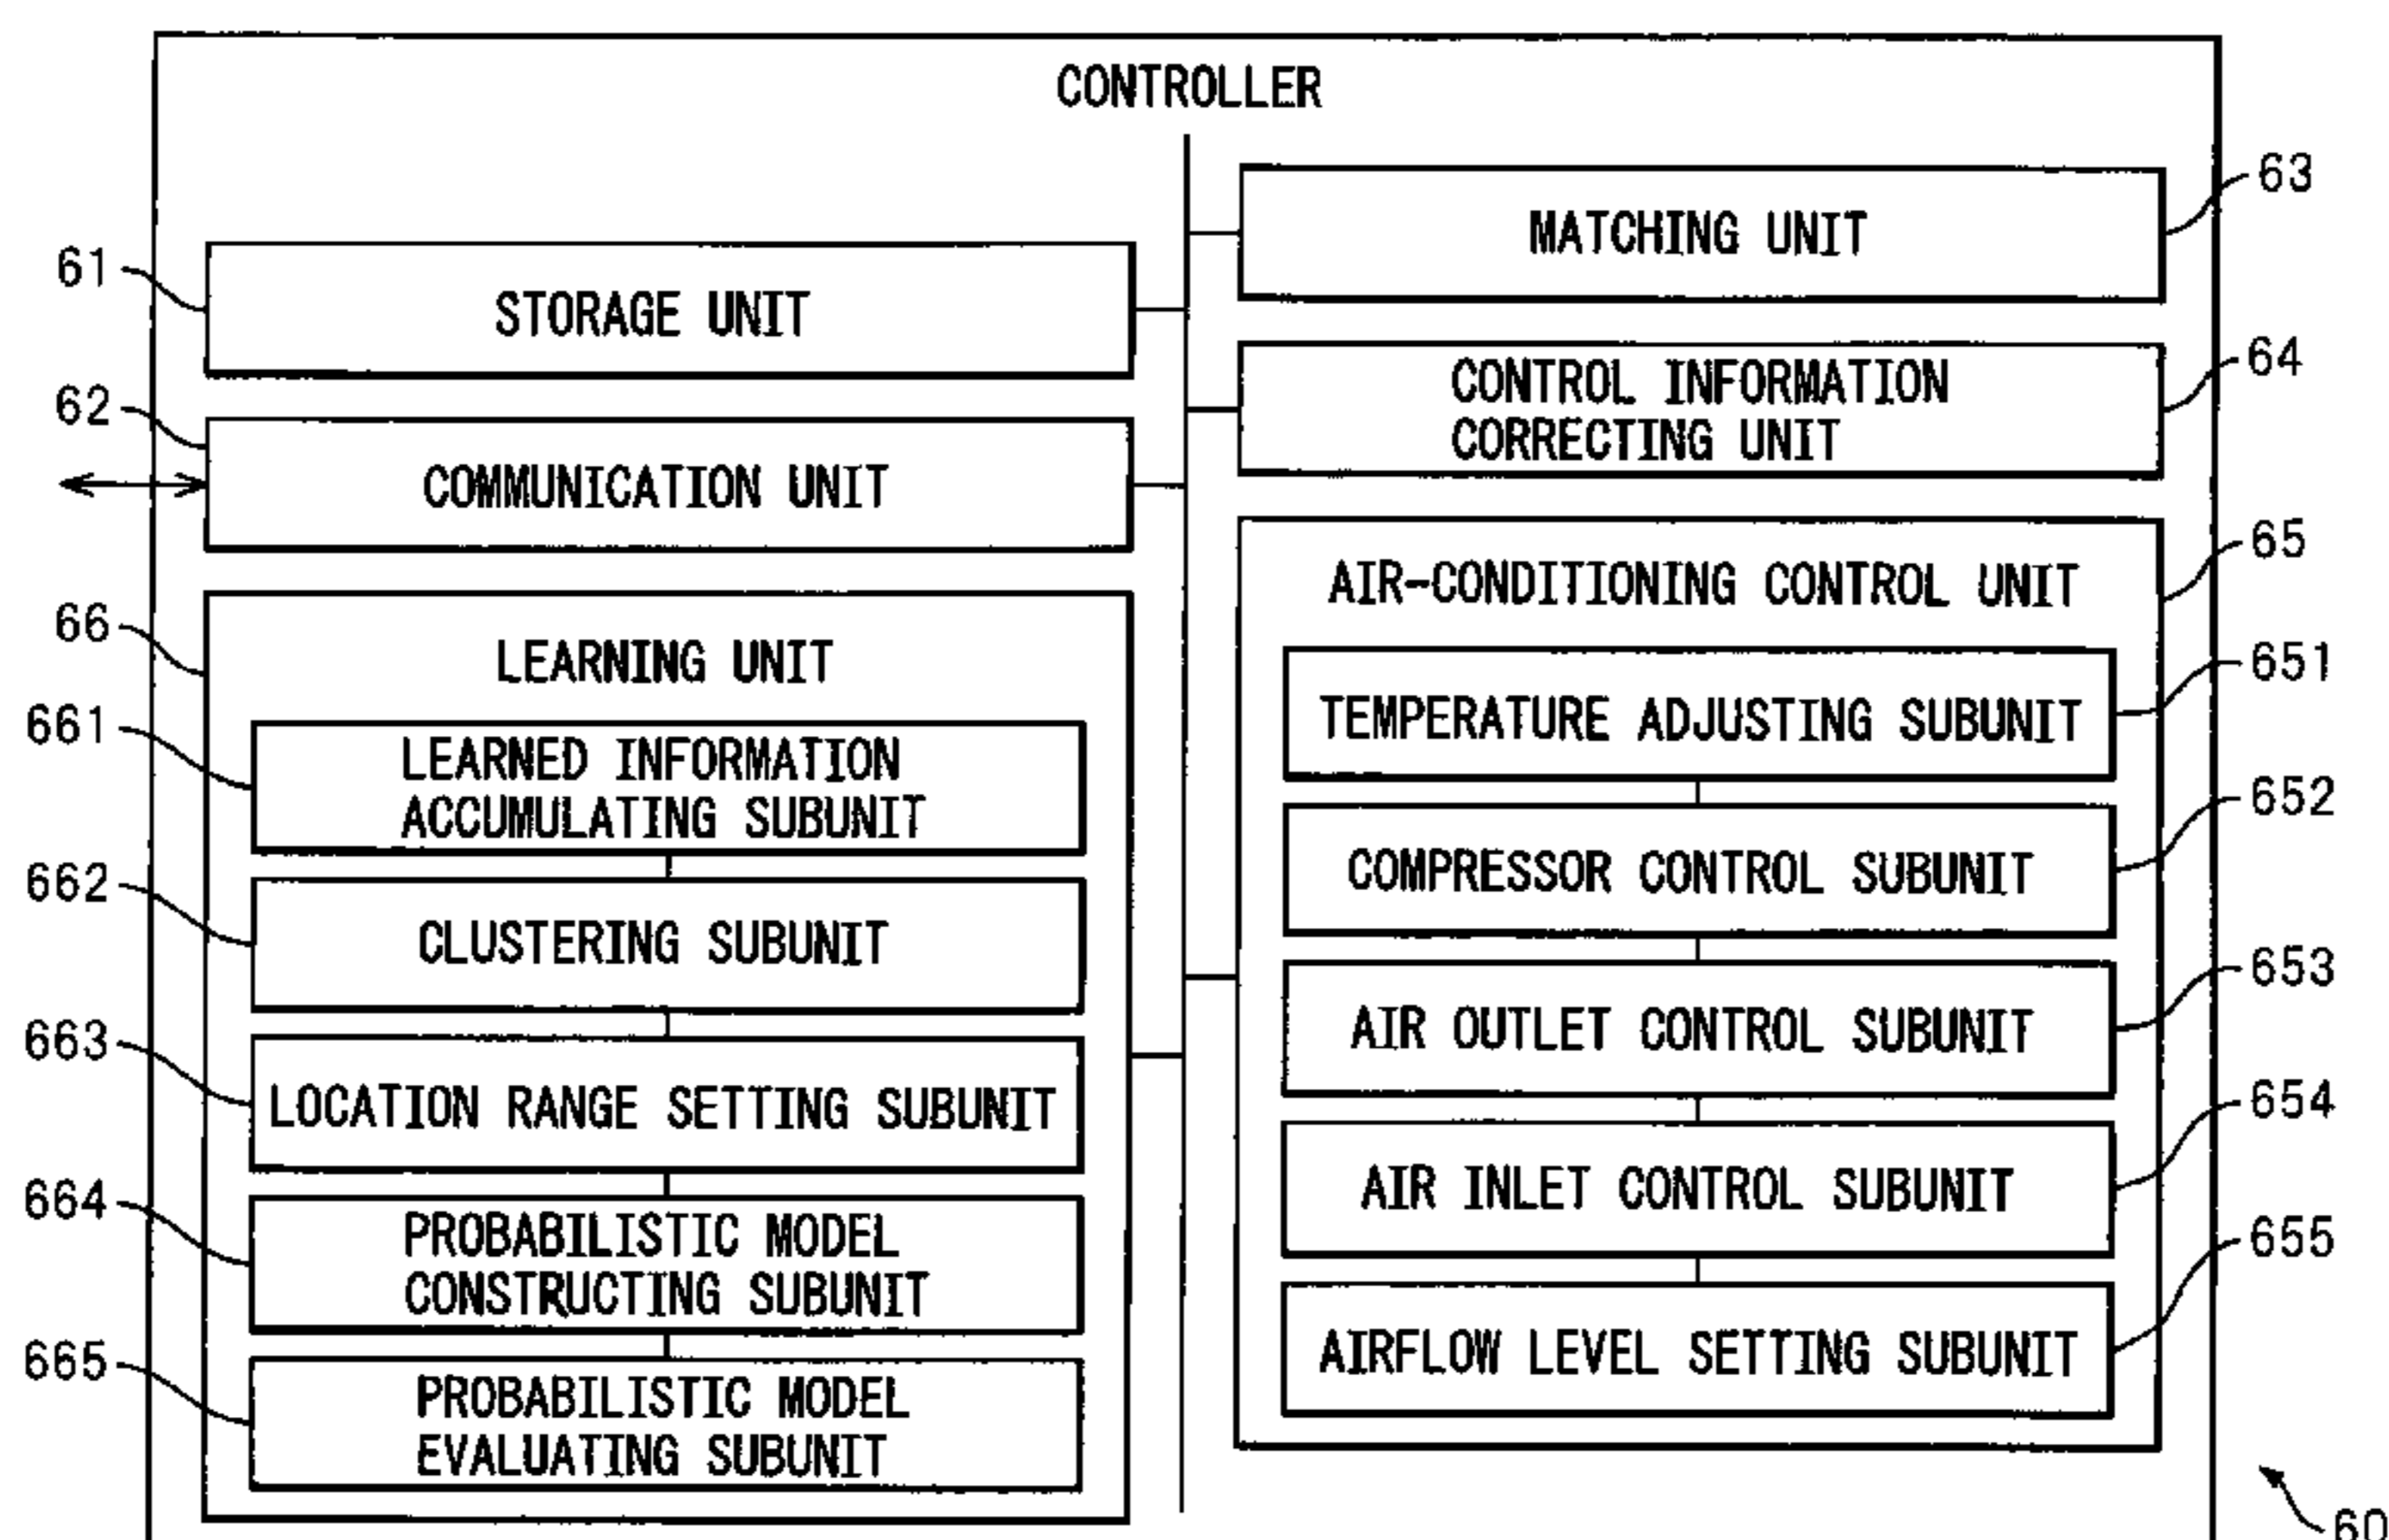 CONTROLLER
61
STORAGE UNIT
62
COMMUNICATION UNIT
66
LEARNING UNIT
661
LEARNED INFORMATION
ACCUMULATING SUBUNIT
662
CLUSTERING SUBUNIT
663
LOCATION RANGE SETTING SUBUNIT
664
PROBABILISTIC MODEL
CONSTRUCTING SUBUNIT
665
PROBABILISTIC MODEL
EVALUATING SUBUNIT
MATCHING UNIT
63
CONTROL INFORMATION
CORRECTING UNIT
64
AIR-CONDITIONING CONTROL UNIT
65
TEMPERATURE ADJUSTING SUBUNIT
651
COMPRESSOR CONTROL SUBUNIT
652
AIR OUTLET CONTROL SUBUNIT
653
AIR INLET CONTROL SUBUNIT
654
AIRFLOW LEVEL SETTING SUBUNIT
655
60